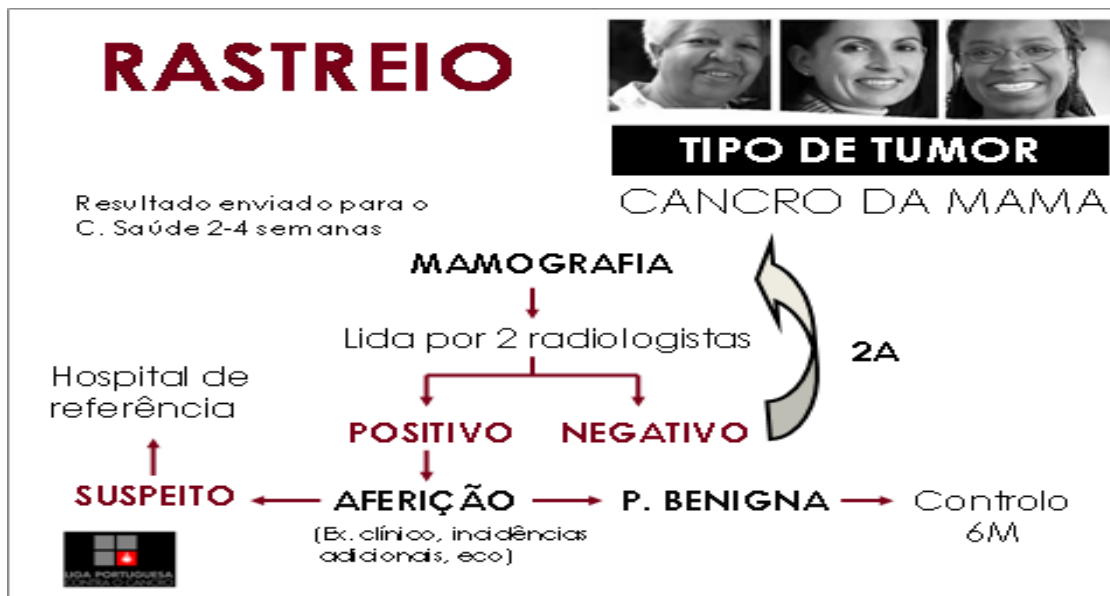 RASTREIO
TIPO DE TUMOR
CANCRO DA MAMA
Resultado enviado para o
C. Saúde 2-4 semanas
MAMOGRAFIA
Lida por 2 radiologistas
2A
Hospital de
referência
POSITIVO
NEGATIVO
SUSPEITO
AFERIÇÃO
P. BENIGNA
Controlo
6M
(Ex. clínico, incidências
adicionais, eco)
LIGA PORTUGUESA
CONTRA O CANCRO